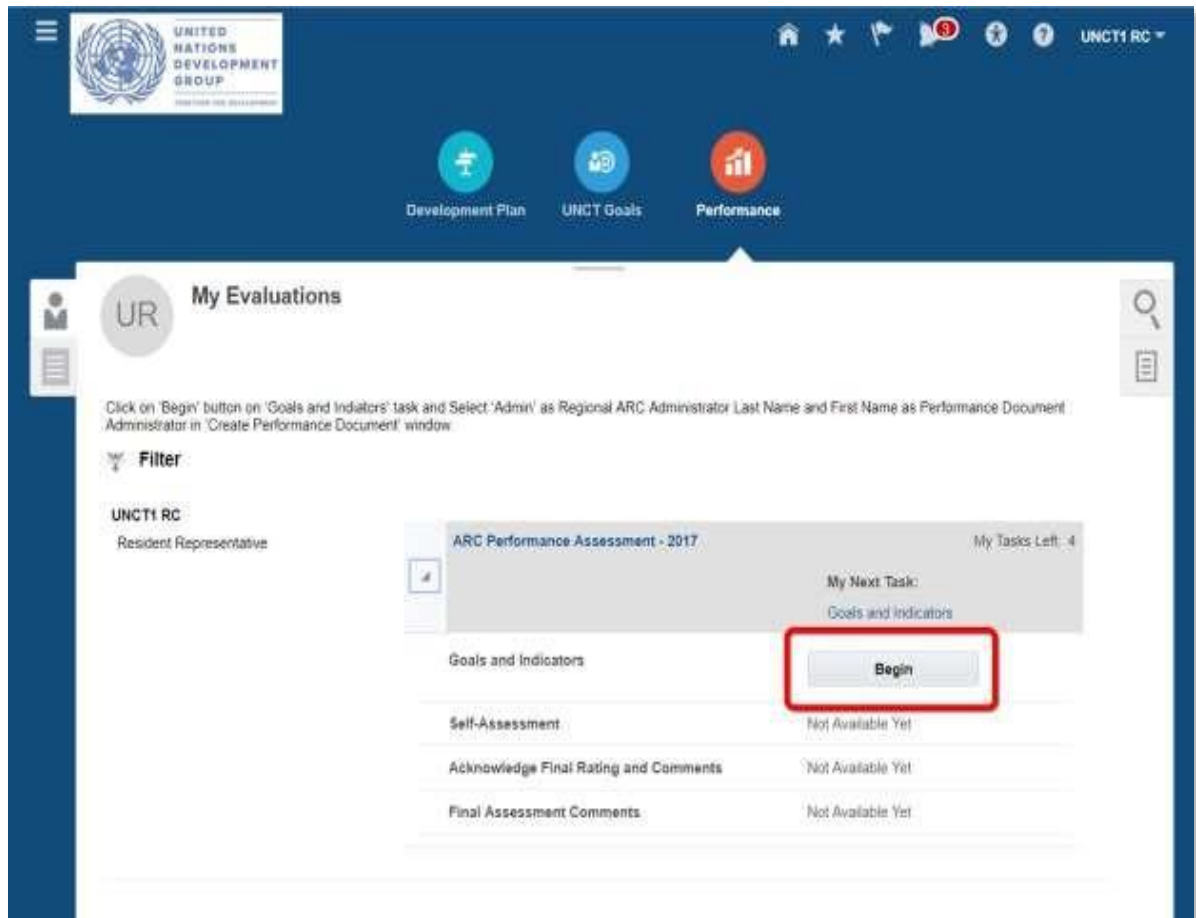 UNITED
NATIONS
DEVELOPMENT
GROUP
3
UNCT1 RC
Development Plan
UNCT Goals
Performance
UR
My Evaluations
Click on 'Begin' button on 'Goals and Indiators' task and Select 'Admin' as Regional ARC Administrator Last Name and First Name as Performance Document
Administrator in 'Create Performance Document' window
Filter
UNCT1 RC
Resident Representative
ARC Performance Assessment - 2017
My Tasks Left: 4
My Next Task:
Goals and Indicators
Goals and Indicators
Begin
Self-Assessment
Not Available Yet
Acknowledge Final Rating and Comments
Not Available Yet
Final Assessment Comments
Not Available Yet